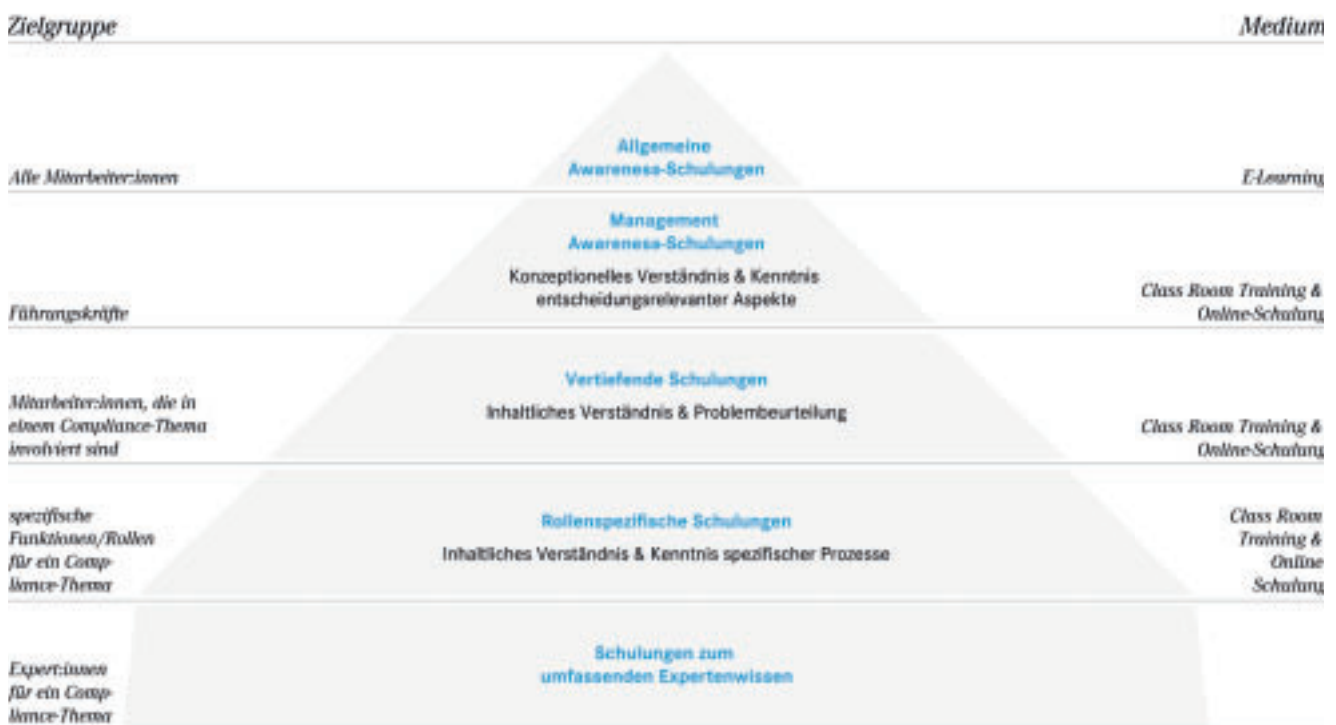 Zielgruppe
Medium
Allgemeine
Awareness-Schulungen
Alle Mitarbeiter:innen
E-Learning
Management
Awareness-Schulungen
Konzeptionelles Verständnis & Kenntnis
entscheidungsrelevanter Aspekte
Führungskräfte
Class Room Training &
Online-Schulung
Vertiefende Schulungen
Inhaltliches Verständnis & Problembeurteilung
Mitarbeiter:innen, die in
einem Compliance-Thema
involviert sind
Class Room Training &
Online-Schulung
spezifische
Funktionen/Rollen
für ein Comp-
liance-Thema
Rollenspezifische Schulungen
Inhaltliches Verständnis & Kenntnis spezifischer Prozesse
Class Room
Training &
Online
Schulung
Schulungen zum
umfassenden Expertenwissen
Expert:innen
für ein Comp-
liance-Thema